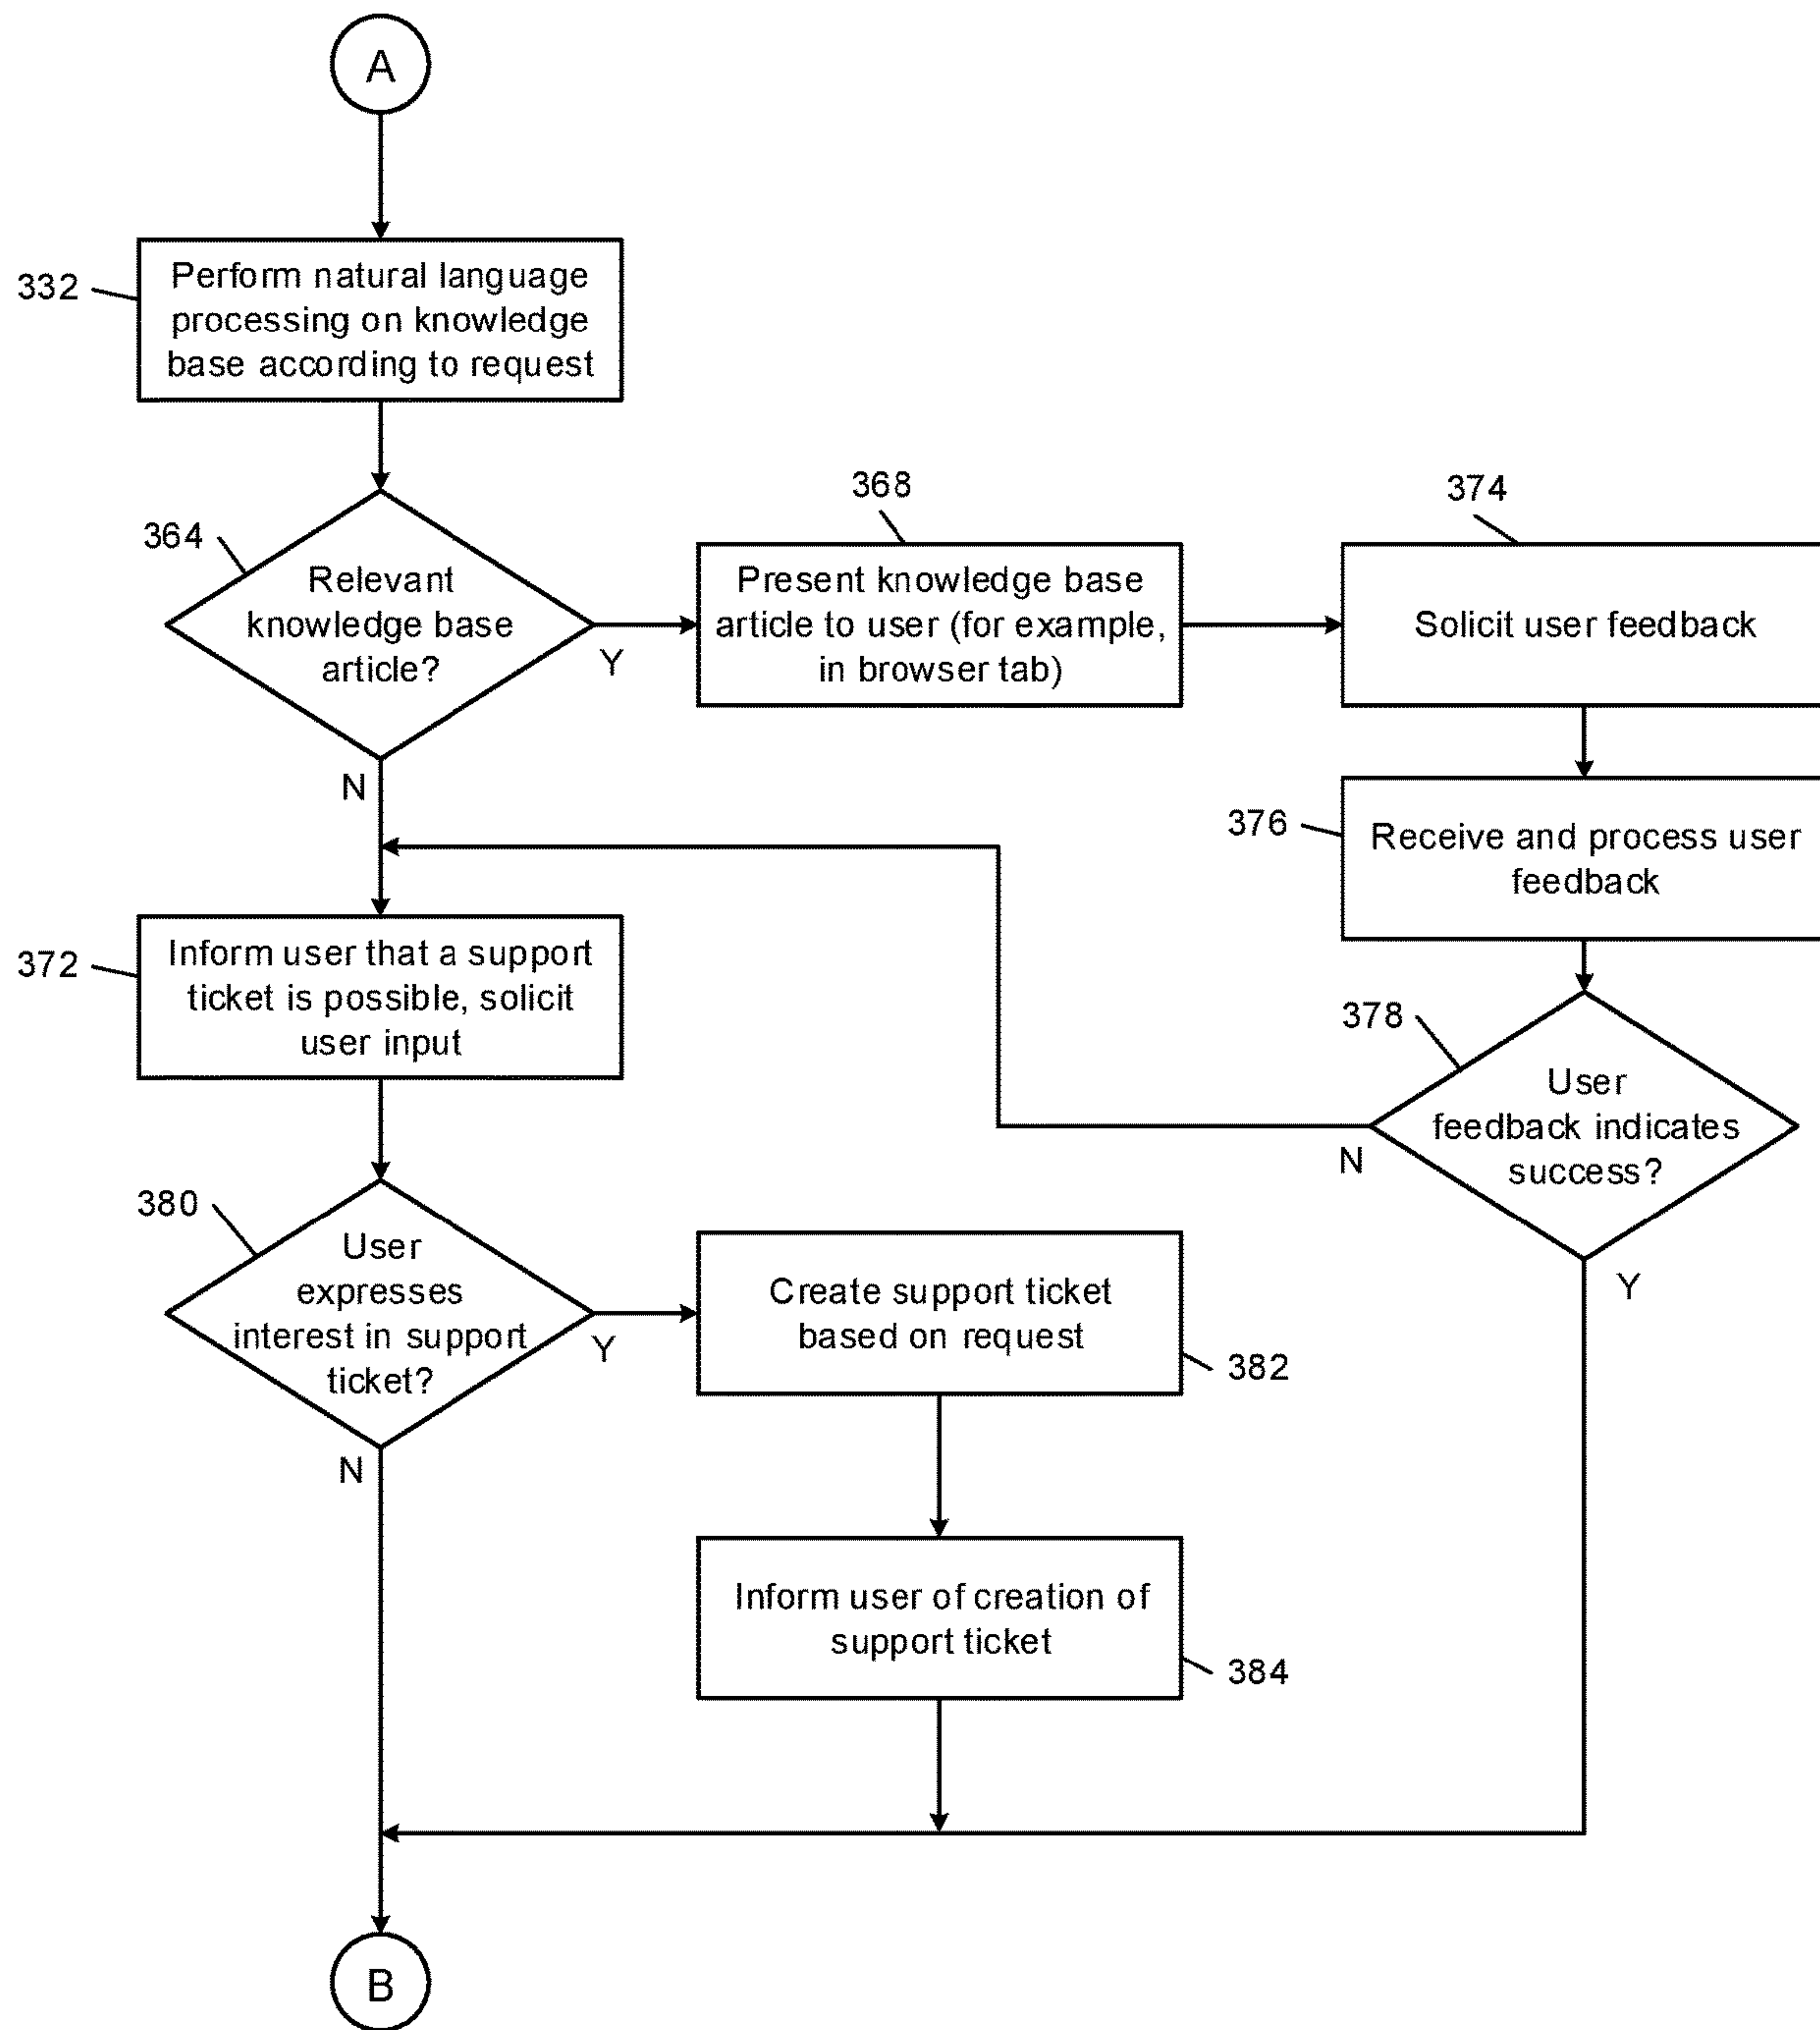 A
332
Perform natural language
processing on knowledge
base according to request
364
Relevant
knowledge base
article?
Y
N
368
Present knowledge base
article to user (for example,
in browser tab)
374
Solicit user feedback
376
Receive and process user
feedback
378
User
feedback indicates
success?
N
Y
372
Inform user that a support
ticket is possible, solicit
user input
380
User
expresses
interest in support
ticket?
Y
N
Create support ticket
based on request
382
Inform user of creation of
support ticket
384
B